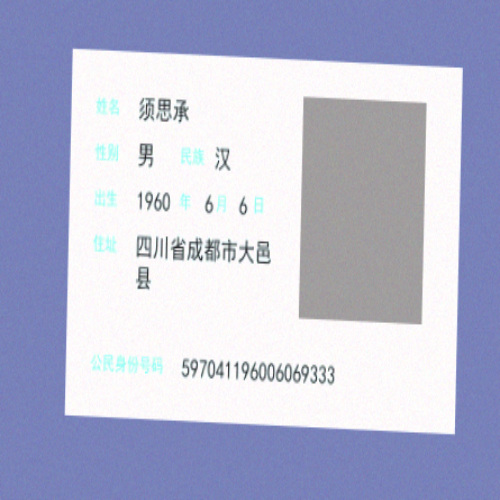 姓名 须思承
性别 男 民族 汉
出生 1960 年 6 月 6 日
住址 四川省成都市大邑
县
公民身份号码 597041196006069333